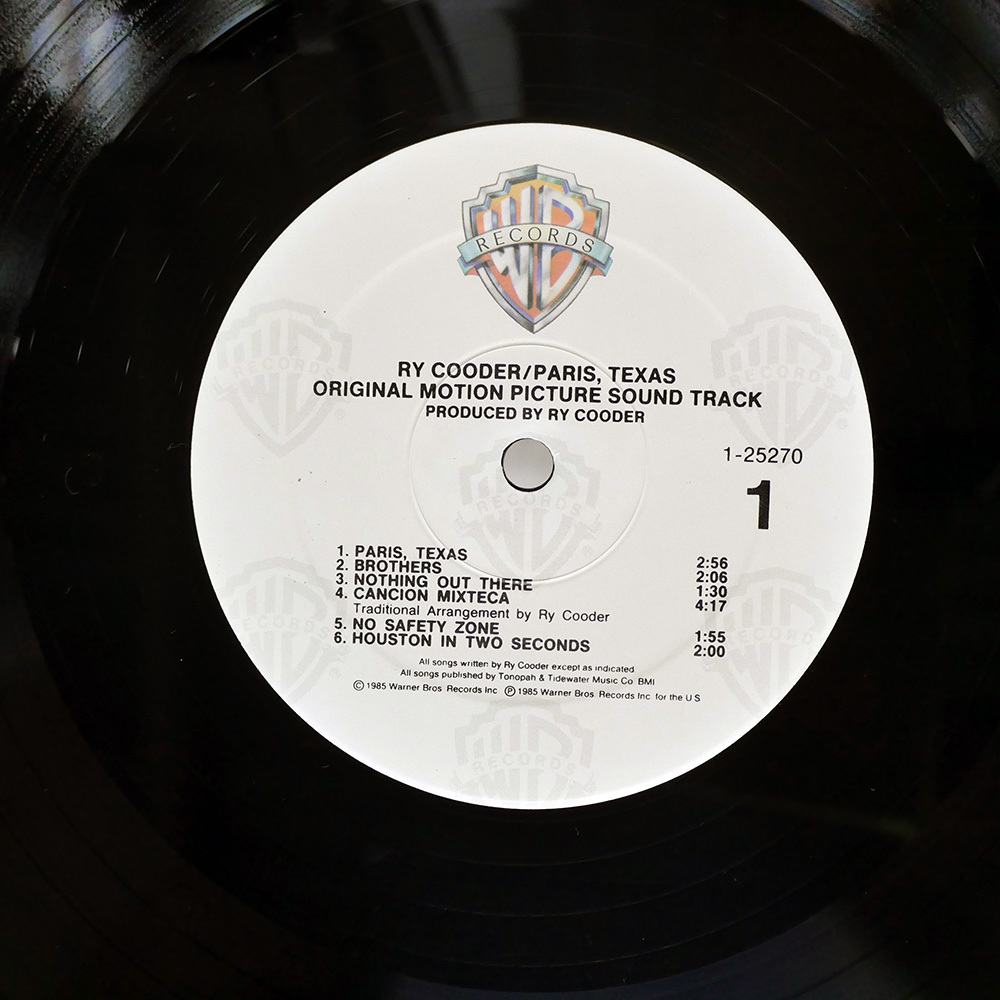 WB
RECORDS
RY COODER/PARIS, TEXAS
ORIGINAL MOTION PICTURE SOUND TRACK
PRODUCED BY RY COODER
1-25270
1
1. PARIS, TEXAS 2:56
2. BROTHERS 2:06
3. NOTHING OUT THERE 1:30
4. CANCION MIXTECA 4:17
Traditional Arrangement by Ry Cooder
5. NO SAFETY ZONE 1:55
6. HOUSTON IN TWO SECONDS 2:00
All songs written by Ry Cooder except as indicated
All songs published by Tonopah & Tidewater Music Co BMI
©1985 Warner Bros Records Inc ℗1985 Warner Bros Records Inc for the U S